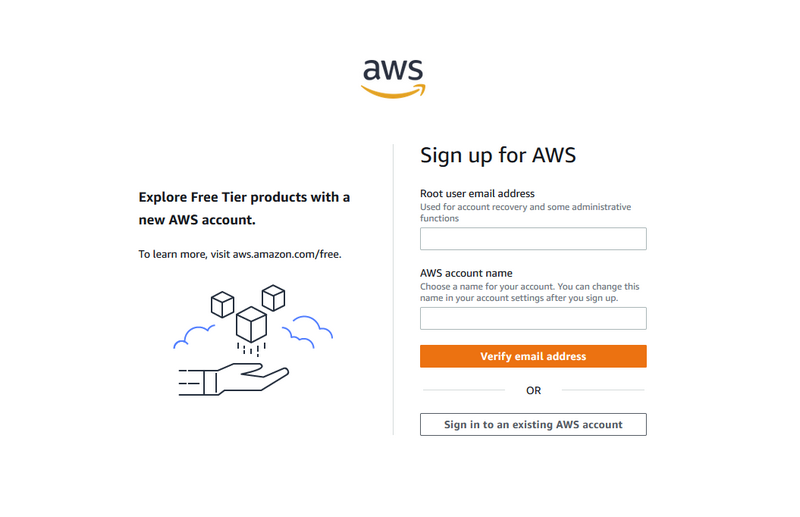 aws
Explore Free Tier products with a
new AWS account.
To learn more, visit aws.amazon.com/free.
Sign up for AWS
Root user email address
Used for account recovery and some administrative
functions
AWS account name
Choose a name for your account. You can change this
name in your account settings after you sign up.
Verify email address
OR
Sign in to an existing AWS account